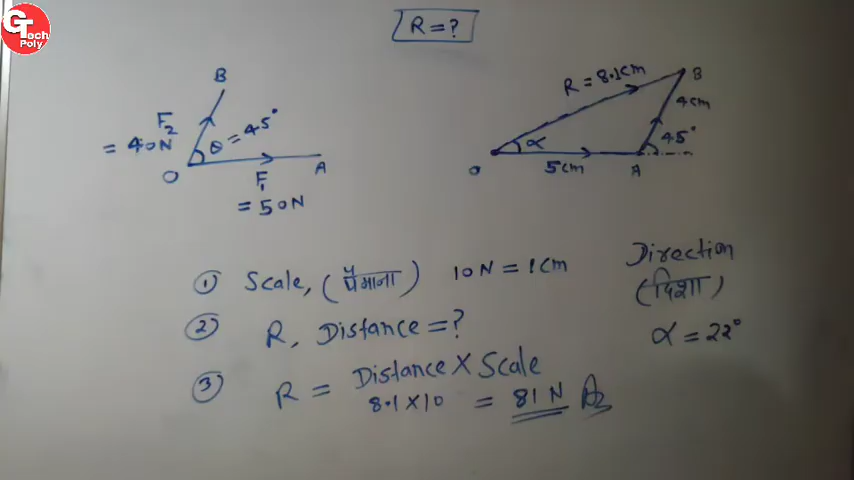 GTech
Poly
R = ?
B
F2
= 40N
θ = 45°
O
F1
= 50N
A
R = 8.1cm
B
4cm
α
45°
O
5cm
A
① Scale, (पैमाना) 10N = 1cm
② R, Distance = ?
③ R = Distance X Scale
8.1 X 10 = 81 N
Direction
(दिशा)
α = 22°